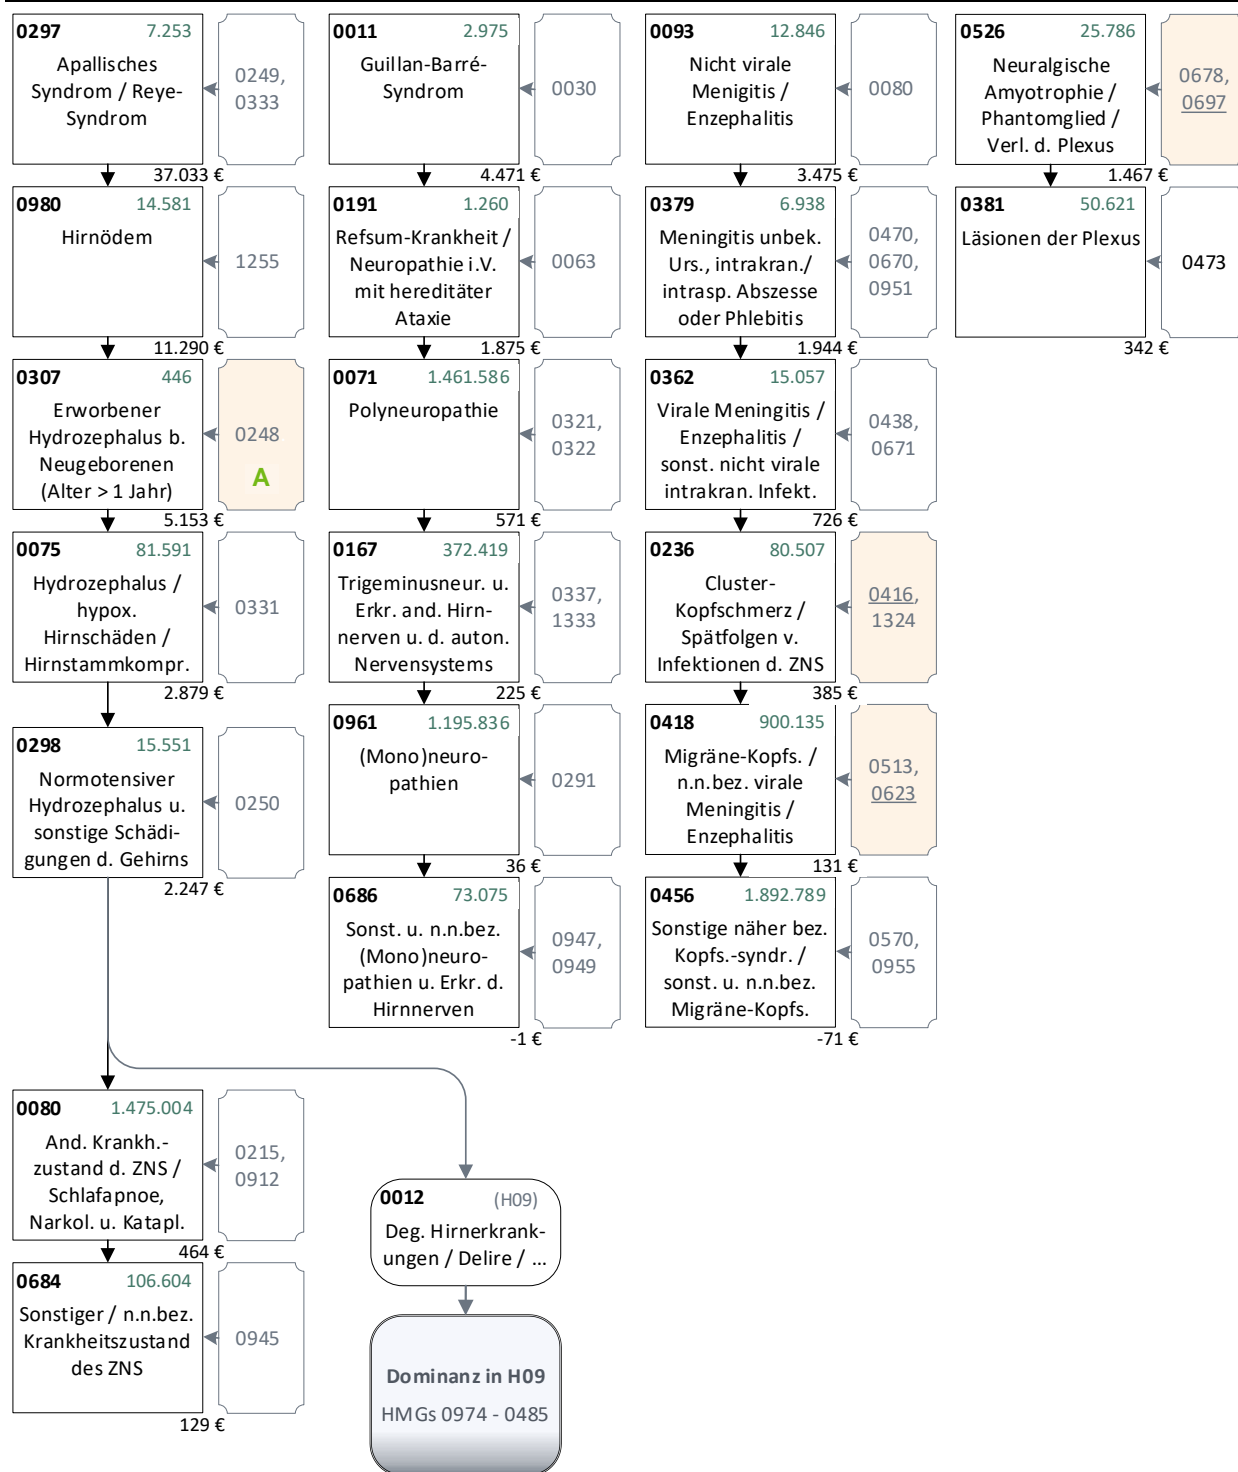 0297 7.253
Apallisches
Syndrom / Reye-
Syndrom
0249,
0333
37.033 €
0980 14.581
Hirnödem
1255
11.290 €
0307 446
Erworbener
Hydrozephalus b.
Neugeborenen
(Alter > 1 Jahr)
0248
A
5.153 €
0075 81.591
Hydrozephalus /
hypox.
Hirnschäden /
Hirnstammkompr.
0331
2.879 €
0298 15.551
Normotensiver
Hydrozephalus u.
sonstige Schädi-
gungen d. Gehirns
0250
2.247 €
0080 1.475.004
And. Krankh.-
zustand d. ZNS /
Schlafapnoe,
Narkol. u. Katapl.
0215,
0912
464 €
0684 106.604
Sonstiger / n.n.bez.
Krankheitszustand
des ZNS
0945
129 €
0011 2.975
Guillan-Barré-
Syndrom
0030
4.471 €
0191 1.260
Refsum-Krankheit /
Neuropathie i.V.
mit hereditäter
Ataxie
0063
1.875 €
0071 1.461.586
Polyneuropathie
0321,
0322
571 €
0167 372.419
Trigeminusneur. u.
Erkr. and. Hirn-
nerven u. d. auton.
Nervensystems
0337,
1333
225 €
0961 1.195.836
(Mono)neuro-
pathien
0291
36 €
0686 73.075
Sonst. u. n.n.bez.
(Mono)neuro-
pathien u. Erkr. d.
Hirnnerven
0947,
0949
-1 €
0012 (H09)
Deg. Hirnerkrank-
ungen / Delire / ...
Dominanz in H09
HMGs 0974 - 0485
0093 12.846
Nicht virale
Menigitis /
Enzephalitis
0080
3.475 €
0379 6.938
Meningitis unbek.
Urs., intrakran./
intrasp. Abszesse
oder Phlebitis
0470,
0670,
0951
1.944 €
0362 15.057
Virale Meningitis /
Enzephalitis /
sonst. nicht virale
intrakran. Infekt.
0438,
0671
726 €
0236 80.507
Cluster-
Kopfschmerz /
Spätfolgen v.
Infektionen d. ZNS
0416,
1324
385 €
0418 900.135
Migräne-Kopfs. /
n.n.bez. virale
Meningitis /
Enzephalitis
0513,
0623
131 €
0456 1.892.789
Sonstige näher bez.
Kopfs.-syndr. /
sonst. u. n.n.bez.
Migräne-Kopfs.
0570,
0955
-71 €
0526 25.786
Neuralgische
Amyotrophie /
Phantomglied /
Verl. d. Plexus
0678,
0697
1.467 €
0381 50.621
Läsionen der Plexus
0473
342 €